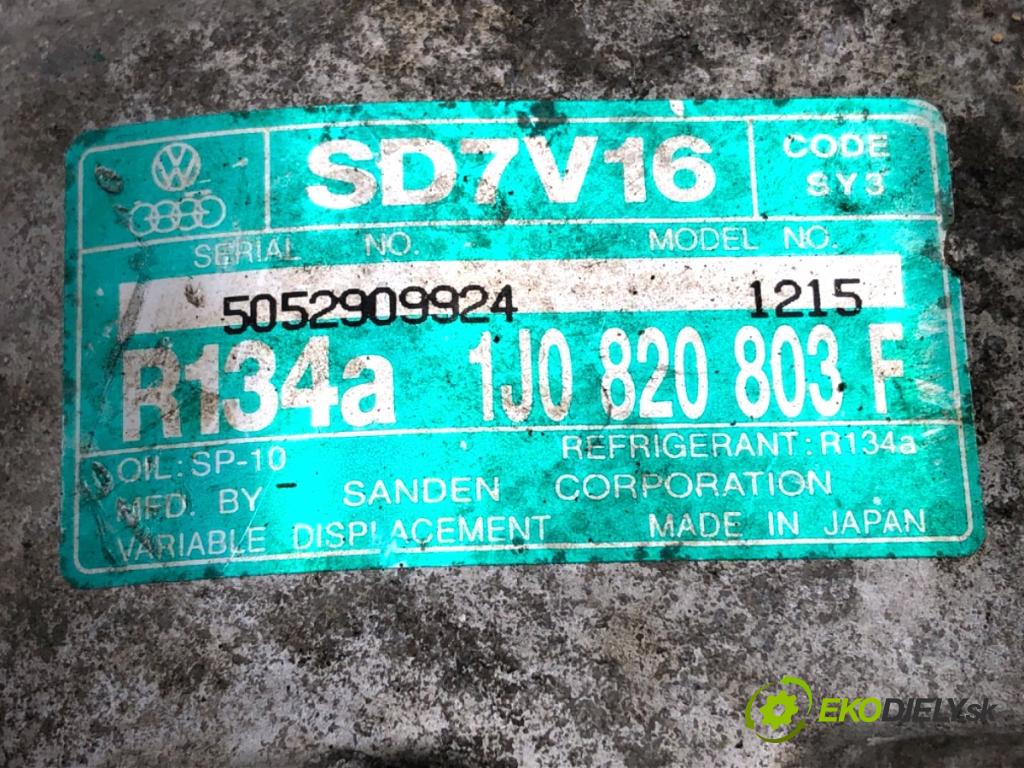 SD7V16
CODE
SY3
SERIAL NO. MODEL NO.
5052909924 1215
R134a 1J0 820 803 F
OIL: SP-10 REFRIGERANT: R134a
MFD. BY SANDEN CORPORATION
VARIABLE DISPLACEMENT MADE IN JAPAN
EKODIELY.sk